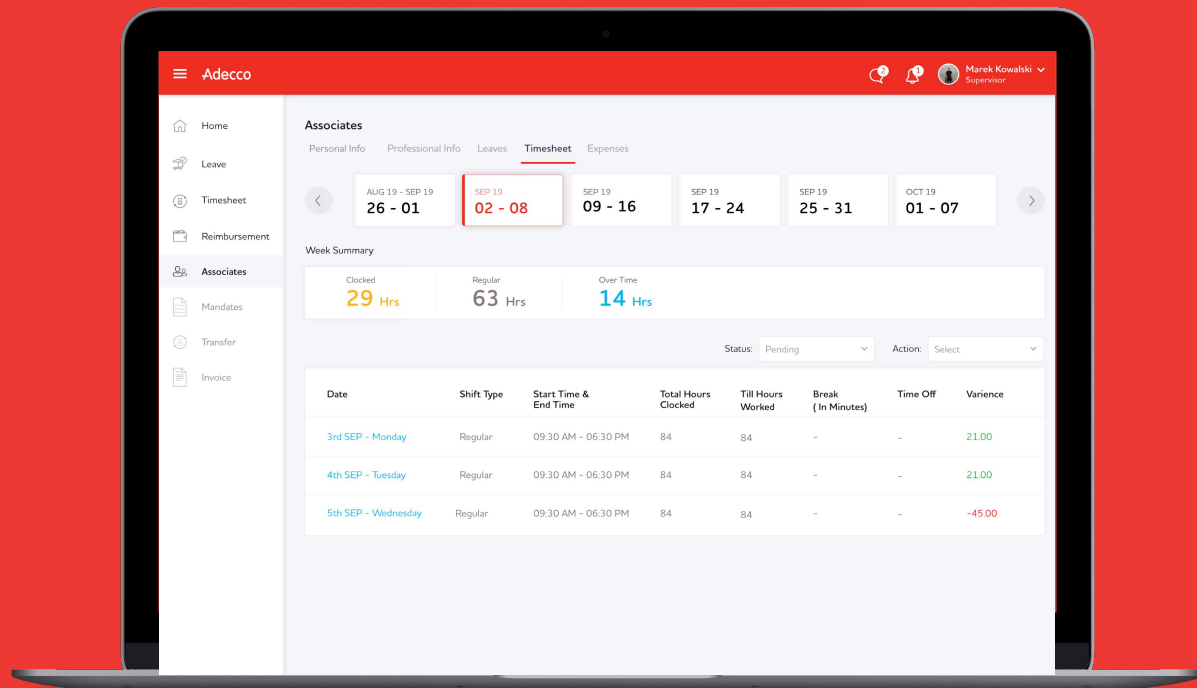 Adecco
2
1
Marek Kowalski
Supervisor
Home
Leave
Timesheet
Reimbursement
Associates
Mandates
Transfer
Invoice
Associates
Personal Info Professional Info Leaves Timesheet Expenses
AUG 19 - SEP 19
26 - 01
SEP 19
02 - 08
SEP 19
09 - 16
SEP 19
17 - 24
SEP 19
25 - 31
OCT 19
01 - 07
Week Summary
Clocked
29 Hrs
Regular
63 Hrs
Over Time
14 Hrs
Status: Pending Action: Select
Date Shift Type Start Time & End Time Total Hours Clocked Till Hours Worked Break ( In Minutes) Time Off Varience
3rd SEP - Monday Regular 09:30 AM - 06:30 PM 84 84 - - 21.00
4th SEP - Tuesday Regular 09:30 AM - 06:30 PM 84 84 - - 21.00
5th SEP - Wednesday Regular 09:30 AM - 06:30 PM 84 84 - - -45.00